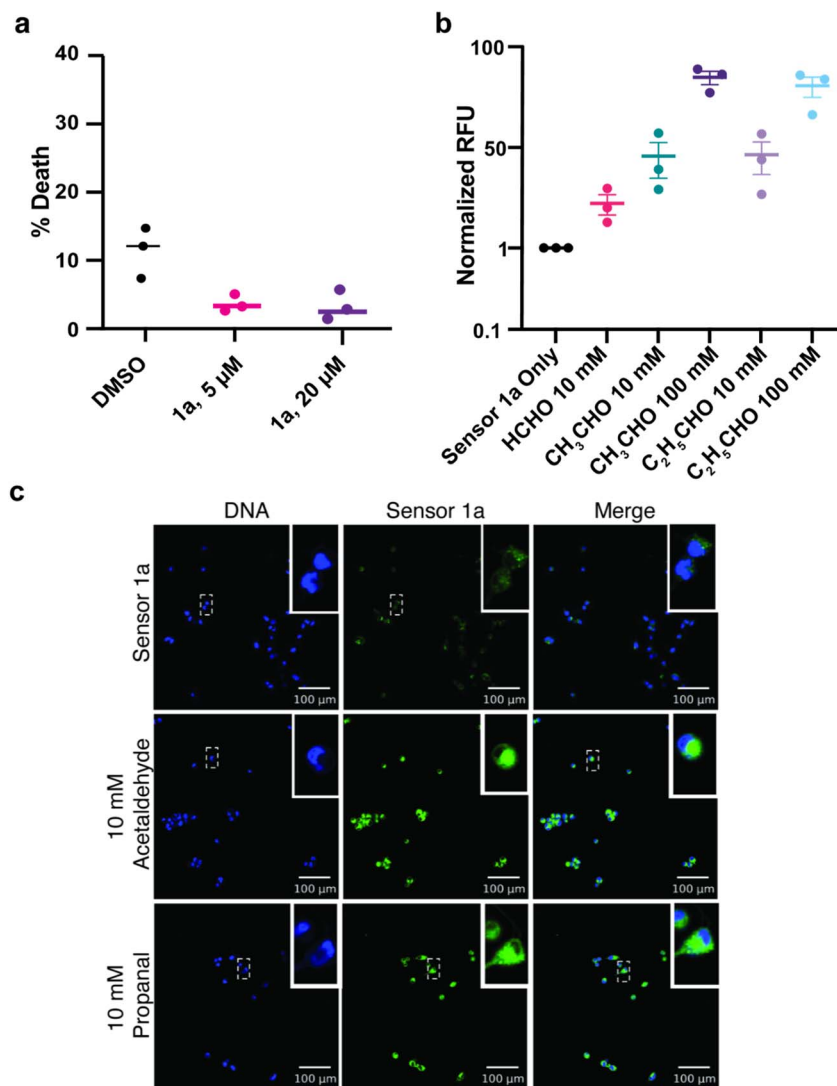 a
% Death
40
30
20
10
0
DMSO
1a, 5 µM
1a, 20 µM
b
Normalized RFU
100
50
1
0.1
Sensor 1a Only
HCHO 10 mM
CH3CHO 10 mM
CH3CHO 100 mM
C2H5CHO 10 mM
C2H5CHO 100 mM
c
DNA
Sensor 1a
Merge
Sensor 1a
100 µm
100 µm
100 µm
10 mM
Acetaldehyde
100 µm
100 µm
100 µm
10 mM
Propanal
100 µm
100 µm
100 µm